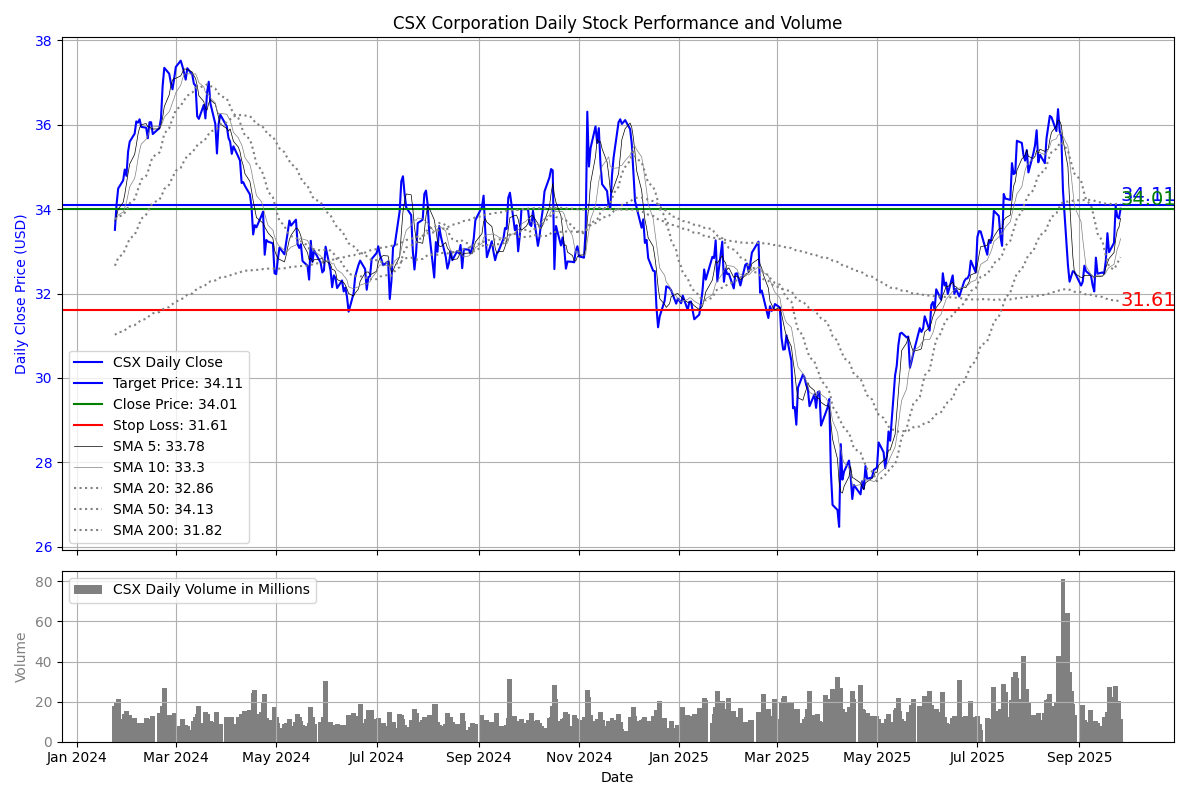 CSX Corporation Daily Stock Performance and Volume
38
36
34
32
30
28
26
Daily Close Price (USD)
34.11
34.01
31.61
CSX Daily Close
Target Price: 34.11
Close Price: 34.01
Stop Loss: 31.61
SMA 5: 33.78
SMA 10: 33.3
SMA 20: 32.86
SMA 50: 34.13
SMA 200: 31.82
80
60
40
20
0
Volume
CSX Daily Volume in Millions
Jan 2024 Mar 2024 May 2024 Jul 2024 Sep 2024 Nov 2024 Jan 2025 Mar 2025 May 2025 Jul 2025 Sep 2025
Date